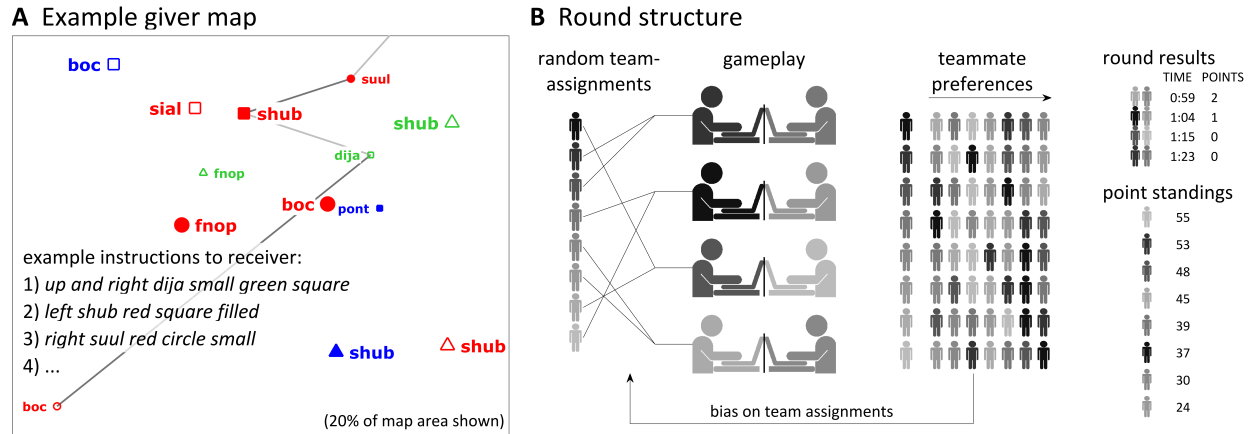 A Example giver map
boc
suul
sial
shub
shub
dija
fnop
boc
pont
fnop
example instructions to receiver:
1) up and right dija small green square
2) left shub red square filled
3) right suul red circle small
4) ...
shub
shub
boc
(20% of map area shown)
B Round structure
random team-
assignments
gameplay
teammate
preferences
bias on team assignments
round results
TIME POINTS
0:59 2
1:04 1
1:15 0
1:23 0
point standings
55
53
48
45
39
37
30
24